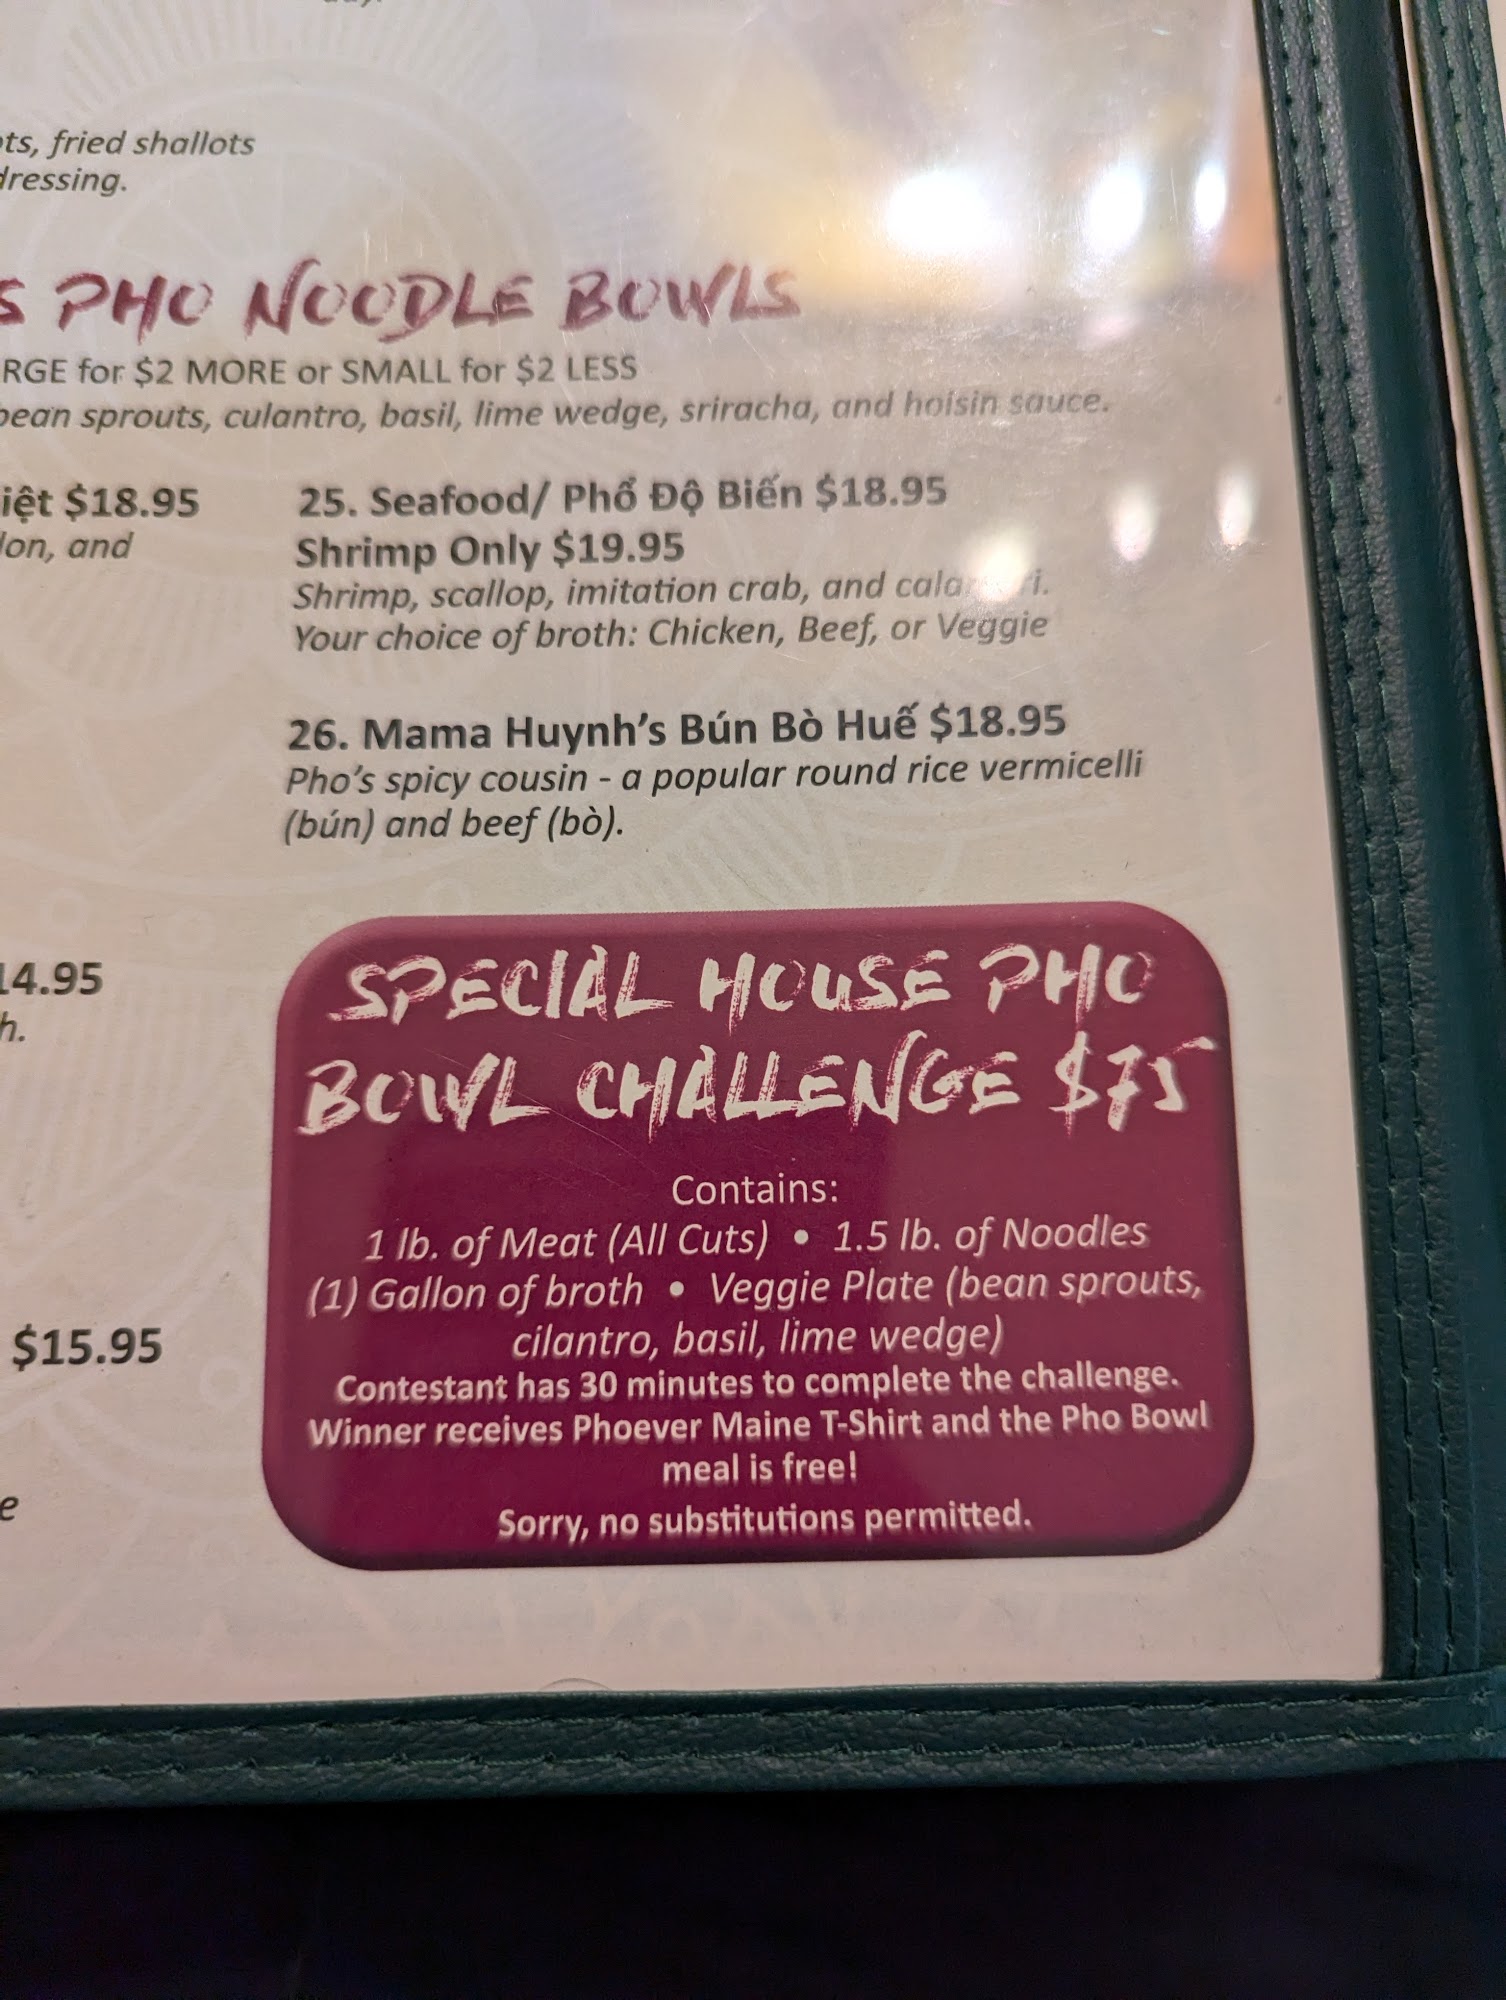 fried shallots
dressing.
PHO NOODLE BOWLS
for $2 MORE or SMALL for $2 LESS
bean sprouts, culantro, basil, lime wedge, sriracha, and hoisin sauce.
$18.95
and
25. Seafood/ Phổ Độ Biến $18.95
Shrimp Only $19.95
Shrimp, scallop, imitation crab, and
Your choice of broth: Chicken, Beef, or Veggie
26. Mama Huynh's Bún Bò Huế $18.95
Pho's spicy cousin - a popular round rice vermicelli
(bún) and beef (bò).
14.95
$15.95
SPECIAL HOUSE PHO
BOWL CHALLENGE $75
Contains:
1 lb. of Meat (All Cuts) • 1.5 lb. of Noodles
(1) Gallon of broth • Veggie Plate (bean sprouts,
cilantro, basil, lime wedge)
Contestant has 30 minutes to complete the challenge.
Winner receives Phoever Maine T-Shirt and the Pho Bowl
meal is free!
Sorry, no substitutions permitted.